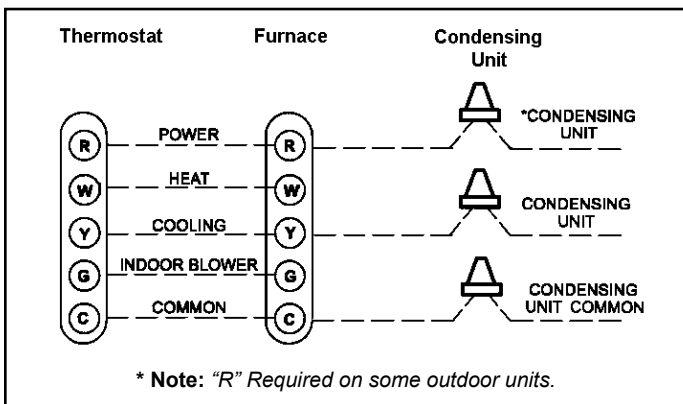 Thermostat Furnace Condensing Unit
POWER
R R *CONDENSING UNIT
HEAT
W W
COOLING
Y Y CONDENSING UNIT
INDOOR BLOWER
G G
COMMON
C C CONDENSING UNIT COMMON
* Note: "R" Required on some outdoor units.